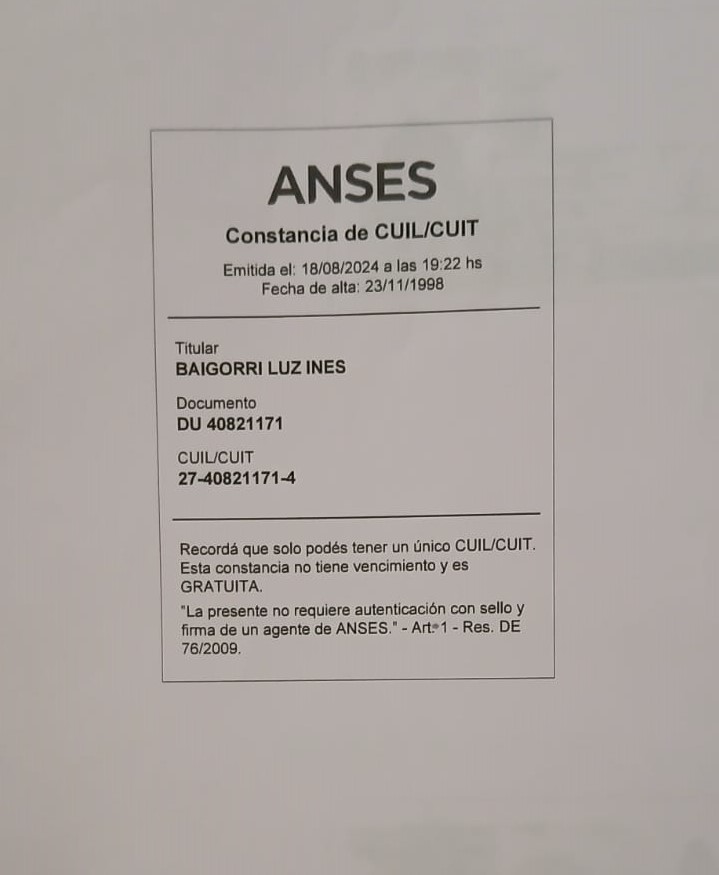 ANSES
Constancia de CUIL/CUIT
Emitida el: 18/08/2024 a las 19:22 hs
Fecha de alta: 23/11/1998
Titular
BAIGORRI LUZ INES
Documento
DU 40821171
CUIL/CUIT
27-40821171-4
Recordá que solo podés tener un único CUIL/CUIT.
Esta constancia no tiene vencimiento y es
GRATUITA.
"La presente no requiere autenticación con sello y
firma de un agente de ANSES." - Art.º 1 - Res. DE
76/2009.